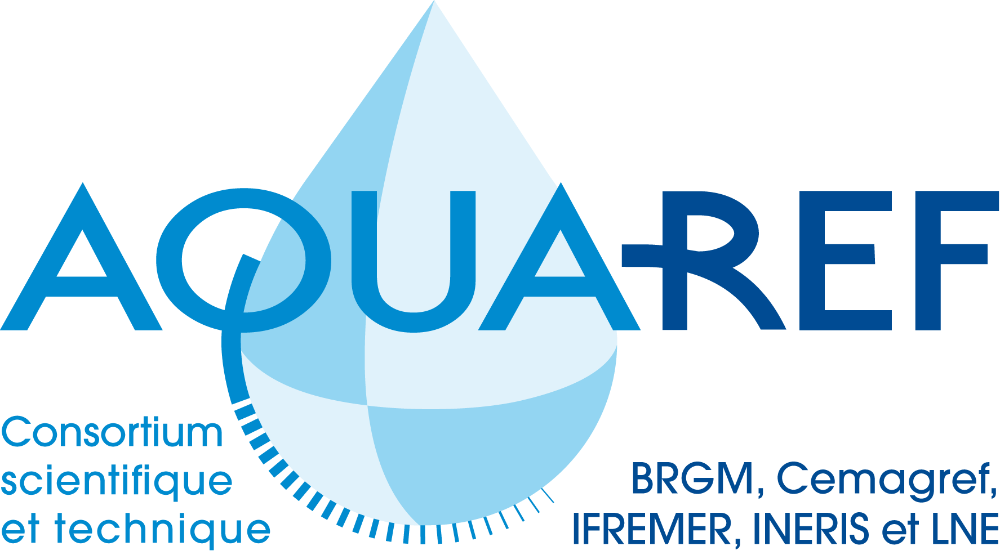 AQUAREF
Consortium
scientifique
et technique
BRGM, Cemagref,
IFREMER, INERIS et LNE